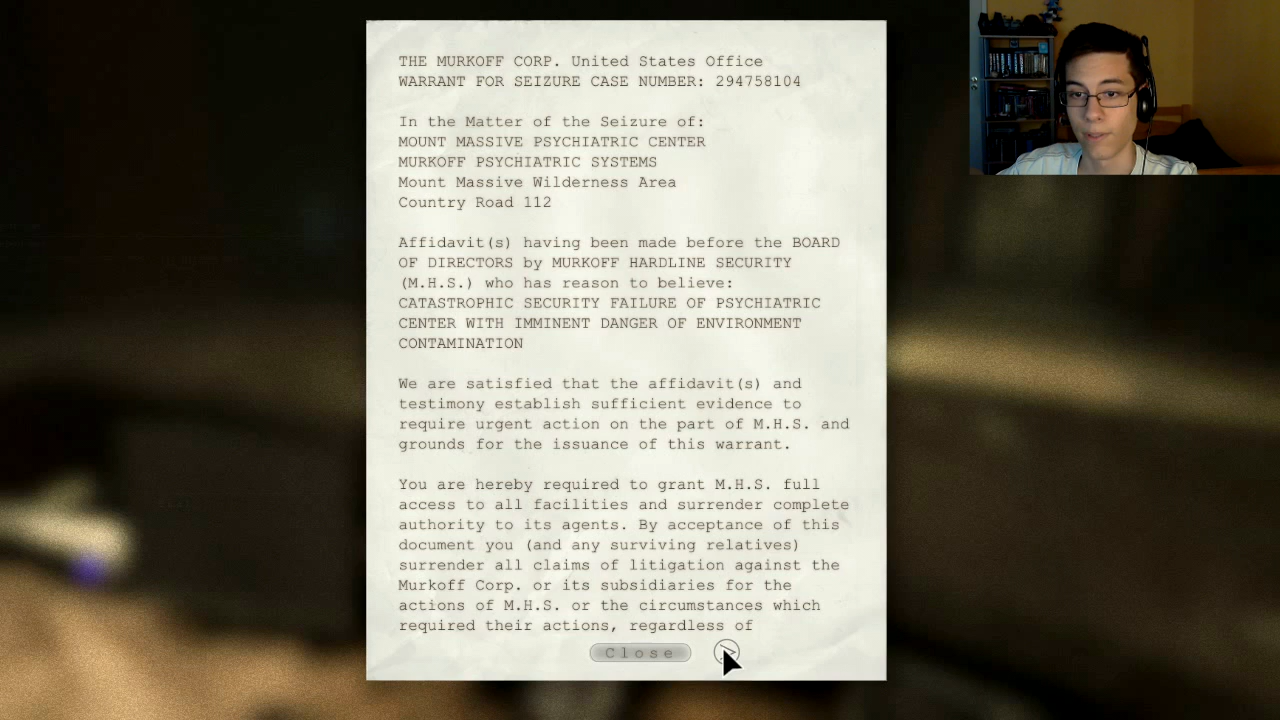 THE MURKOFF CORP. United States Office
WARRANT FOR SEIZURE CASE NUMBER: 294758104
In the Matter of the Seizure of:
MOUNT MASSIVE PSYCHIATRIC CENTER
MURKOFF PSYCHIATRIC SYSTEMS
Mount Massive Wilderness Area
Country Road 112
Affidavit(s) having been made before the BOARD
OF DIRECTORS by MURKOFF HARDLINE SECURITY
(M.H.S.) who has reason to believe:
CATASTROPHIC SECURITY FAILURE OF PSYCHIATRIC
CENTER WITH IMMINENT DANGER OF ENVIRONMENT
CONTAMINATION
We are satisfied that the affidavit(s) and
testimony establish sufficient evidence to
require urgent action on the part of M.H.S. and
grounds for the issuance of this warrant.
You are hereby required to grant M.H.S. full
access to all facilities and surrender complete
authority to its agents. By acceptance of this
document you (and any surviving relatives)
surrender all claims of litigation against the
Murkoff Corp. or its subsidiaries for the
actions of M.H.S. or the circumstances which
required their actions, regardless of
Close